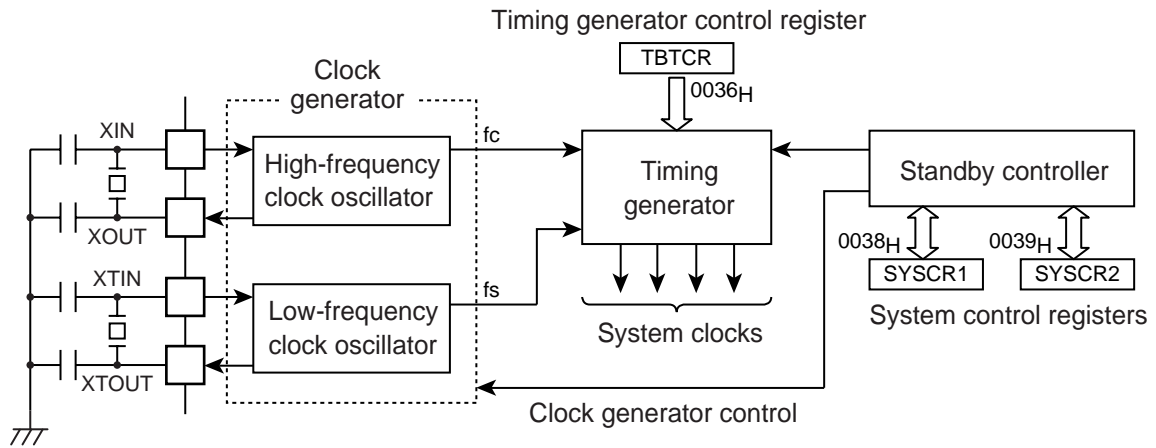 Timing generator control register
TBTCR
0036H
Clock
generator
XIN
High-frequency
clock oscillator
fc
Timing
generator
Standby controller
XOUT
0038H
0039H
XTIN
SYSCR1
SYSCR2
Low-frequency
clock oscillator
fs
System clocks
System control registers
XTOUT
Clock generator control